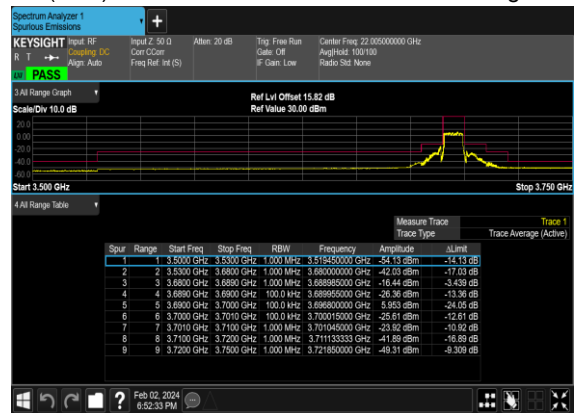 Spectrum Analyzer 1
Spurious Emissions
KEYSIGHT Input: RF Input Z: 50 Ω Atten: 20 dB Trig: Free Run Center Freq: 22.005000000 GHz
R T Coupling: DC Corr CCorr Gate: Off Avg|Hold: 100/100
Align: Auto Freq Ref: Int (S) IF Gain: Low Radio Std: None
LW PASS
3 All Range Graph
Ref Lvl Offset 15.82 dB
Scale/Div 10.0 dB Ref Value 30.00 dBm
20.0
0.00
-20.0
-40.0
-60.0
Start 3.500 GHz Stop 3.750 GHz
4 All Range Table
Measure Trace Trace 1
Trace Type Trace Average (Active)
Spur Range Start Freq Stop Freq RBW Frequency Amplitude ΔLimit
1 1 3.5000 GHz 3.5300 GHz 1.000 MHz 3.519450000 GHz -54.13 dBm -14.13 dB
2 2 3.5300 GHz 3.6800 GHz 1.000 MHz 3.680000000 GHz -42.03 dBm -17.03 dB
3 3 3.6800 GHz 3.6890 GHz 1.000 MHz 3.688985000 GHz -16.44 dBm -3.439 dB
4 4 3.6890 GHz 3.6900 GHz 100.0 kHz 3.689955000 GHz -26.36 dBm -13.36 dB
5 5 3.6900 GHz 3.7000 GHz 100.0 kHz 3.696800000 GHz 5.953 dBm -24.05 dB
6 6 3.7000 GHz 3.7010 GHz 100.0 kHz 3.700015000 GHz -25.61 dBm -12.61 dB
7 7 3.7010 GHz 3.7100 GHz 1.000 MHz 3.701045000 GHz -23.92 dBm -10.92 dB
8 8 3.7100 GHz 3.7200 GHz 1.000 MHz 3.711133333 GHz -41.89 dBm -16.89 dB
9 9 3.7200 GHz 3.7500 GHz 1.000 MHz 3.721850000 GHz -49.31 dBm -9.309 dB
? Feb 02, 2024
6:52:33 PM